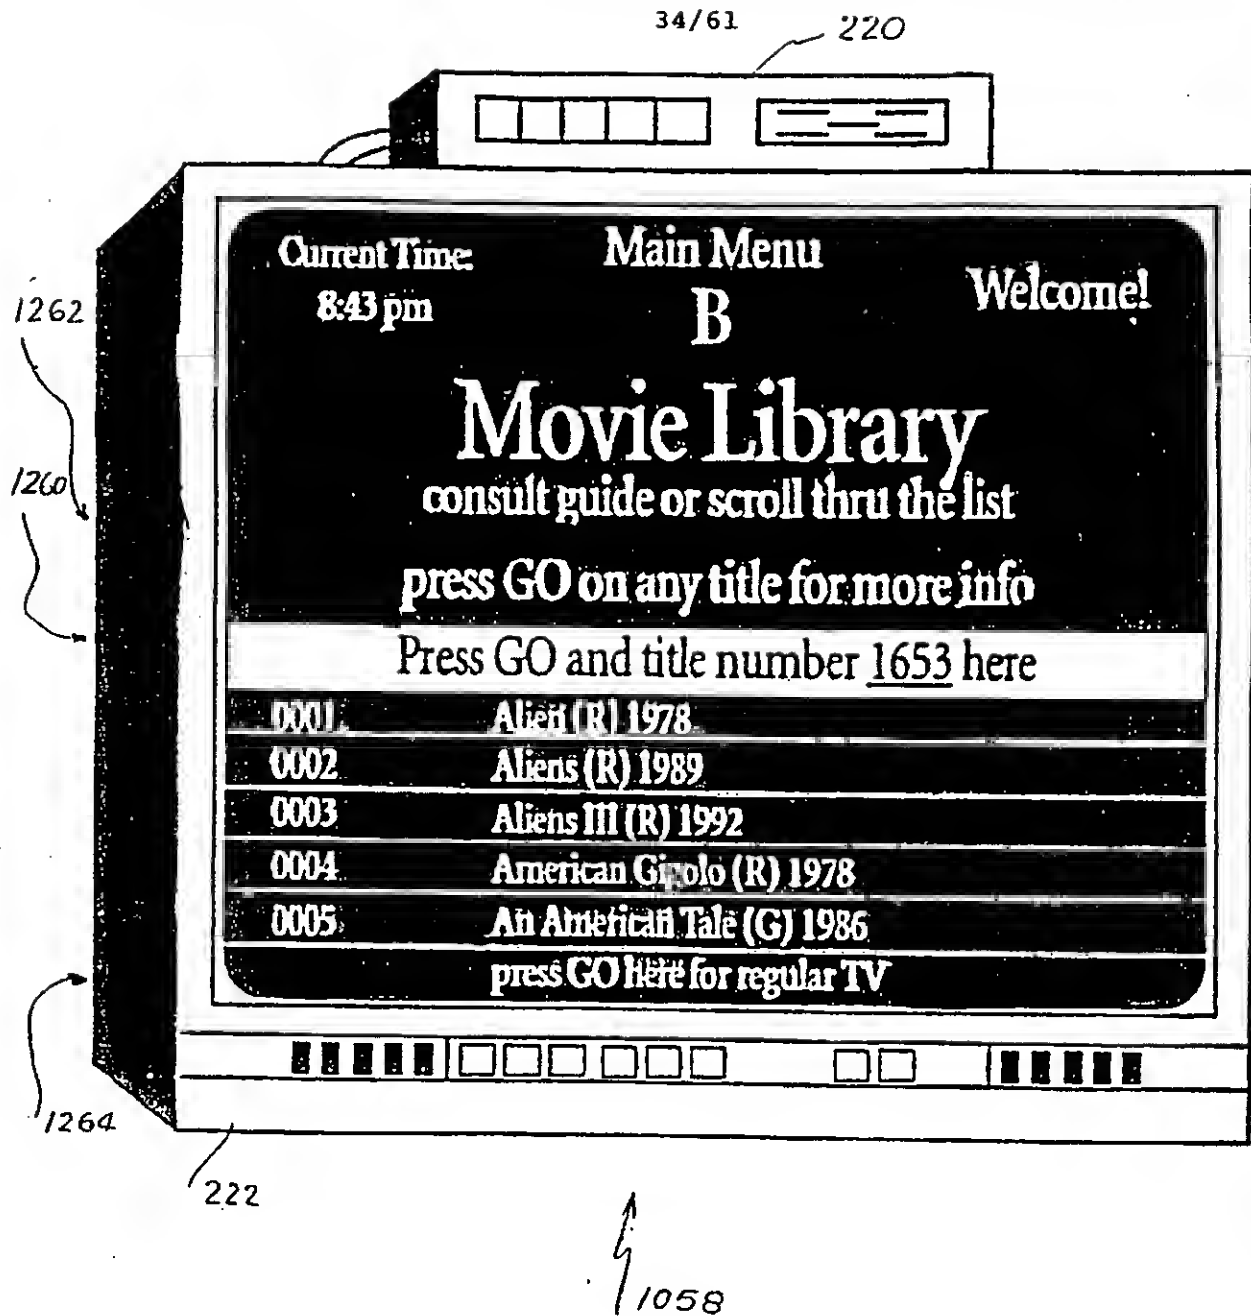 34/61
220
Current Time:
8:43 pm
Main Menu
B
Welcome!
1262
Movie Library
consult guide or scroll thru the list
1260
press GO on any title for more info
Press GO and title number 1653 here
0001 Alien (R) 1978
0002 Aliens (R) 1989
0003 Aliens III (R) 1992
0004 American Gigolo (R) 1978
0005 An American Tale (G) 1986
press GO here for regular TV
1264
222
1058